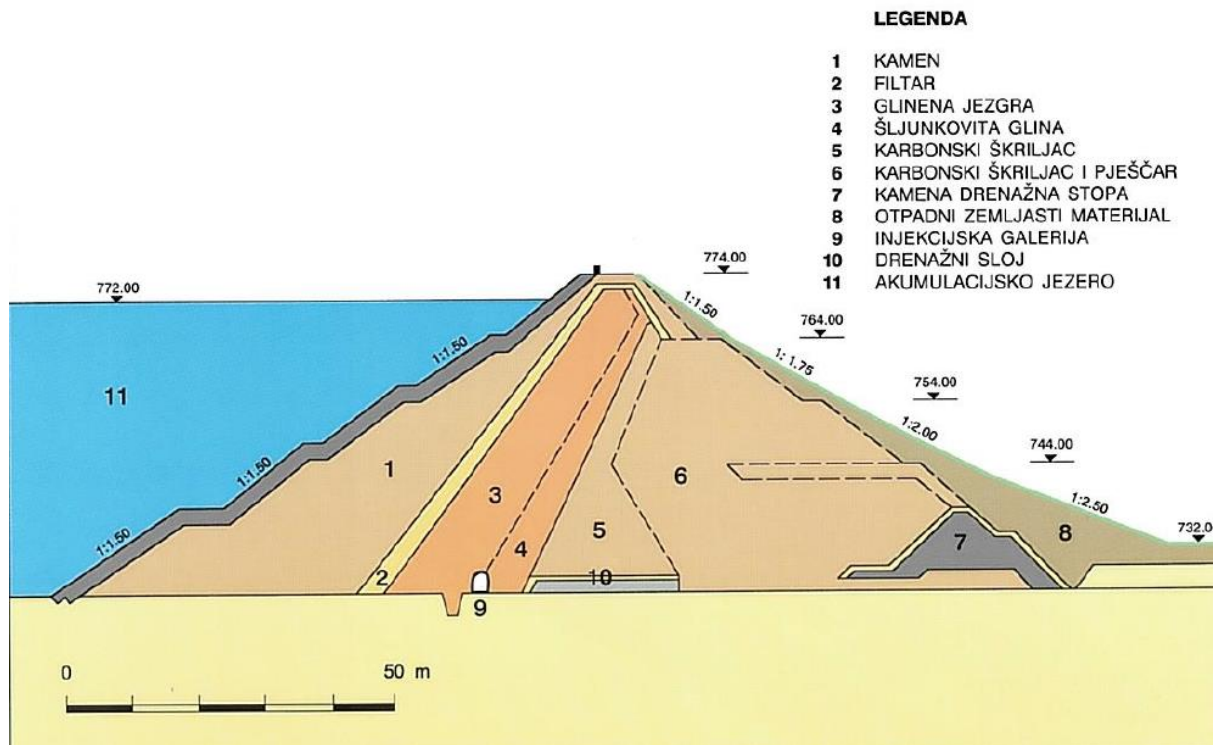 LEGENDA
1 KAMEN
2 FILTAR
3 GLINENA JEZGRA
4 ŠLJUNKOVITA GLINA
5 KARBONSKI ŠKRILJAC
6 KARBONSKI ŠKRILJAC I PJEŠČAR
7 KAMENA DRENAŽNA STOPA
8 OTPADNI ZEMLJASTI MATERIJAL
9 INJEKCIJSKA GALERIJA
10 DRENAŽNI SLOJ
11 AKUMULACIJSKO JEZERO
774.00
772.00
1:1.50
764.00
1:1.50
1:1.75
754.00
11
1:2.00
744.00
1:1.50
1
6
3
1:2.50
732.0
5
8
4
7
1:1.50
2
10
9
0 50 m